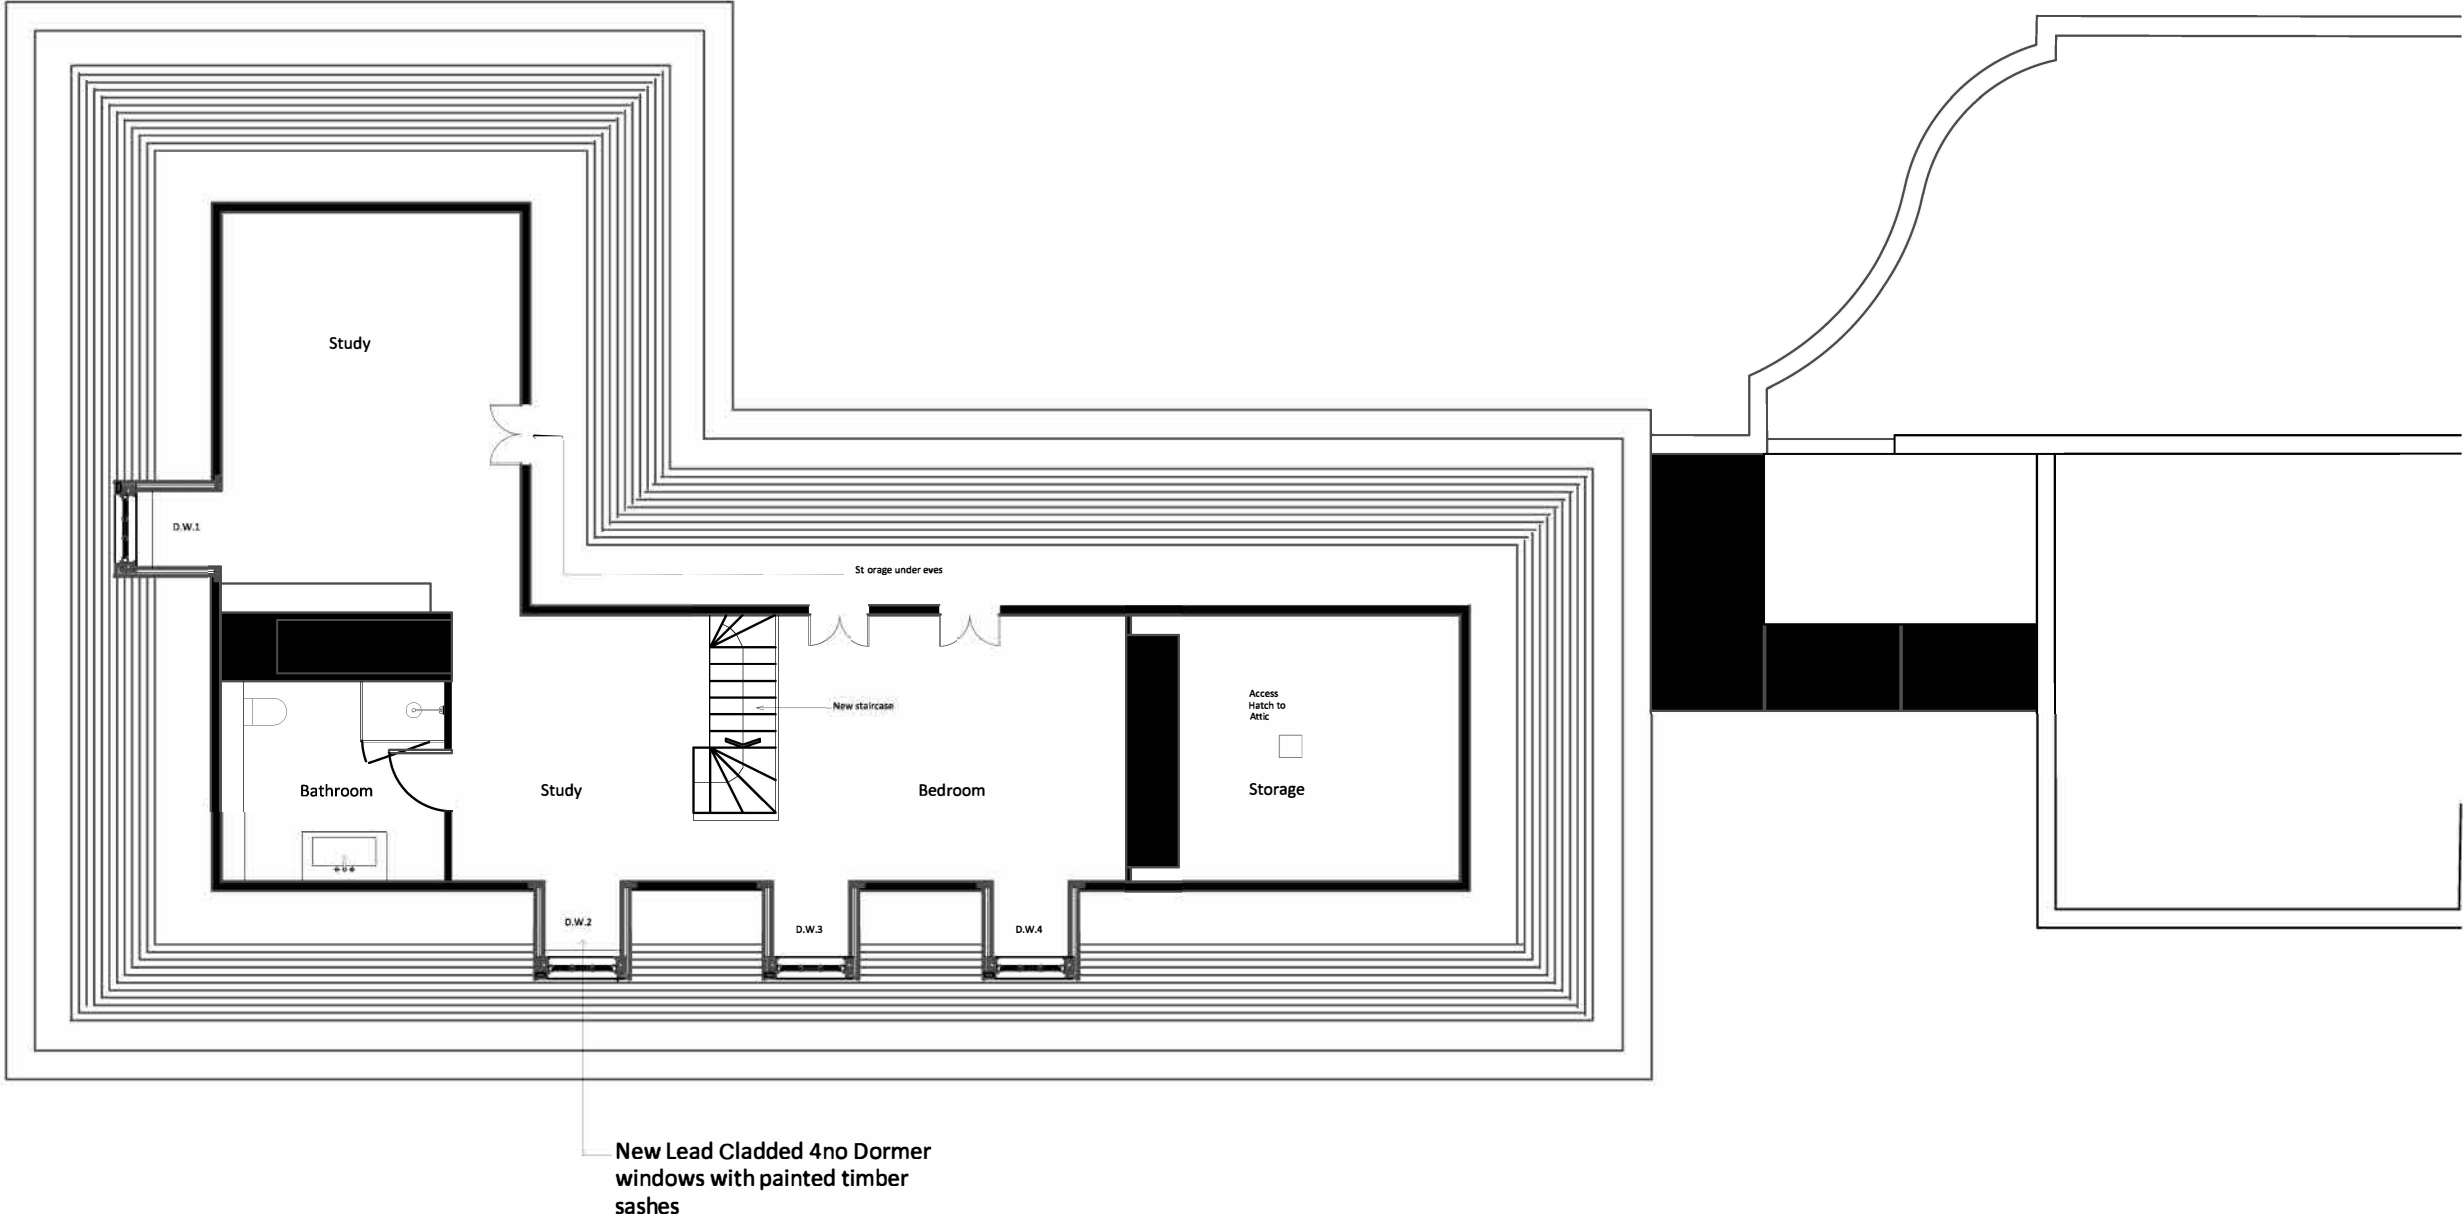 Study
D.W.1
St orage under eves
Access
Hatch to
Attic
New staircase
Bathroom
Study
Bedroom
Storage
D.W.2
D.W.3
D.W.4
New Lead Cladded 4no Dormer
windows with painted timber
sashes